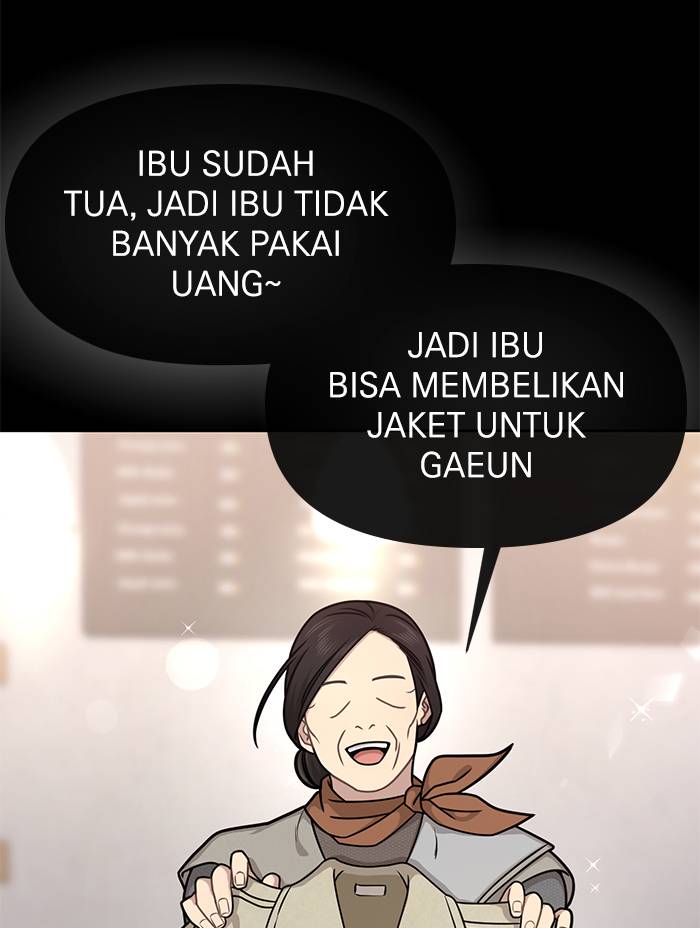 IBU SUDAH
TUA, JADI IBU TIDAK
BANYAK PAKAI
UANG~
JADI IBU
BISA MEMBELIKAN
JAKET UNTUK
GAEUN